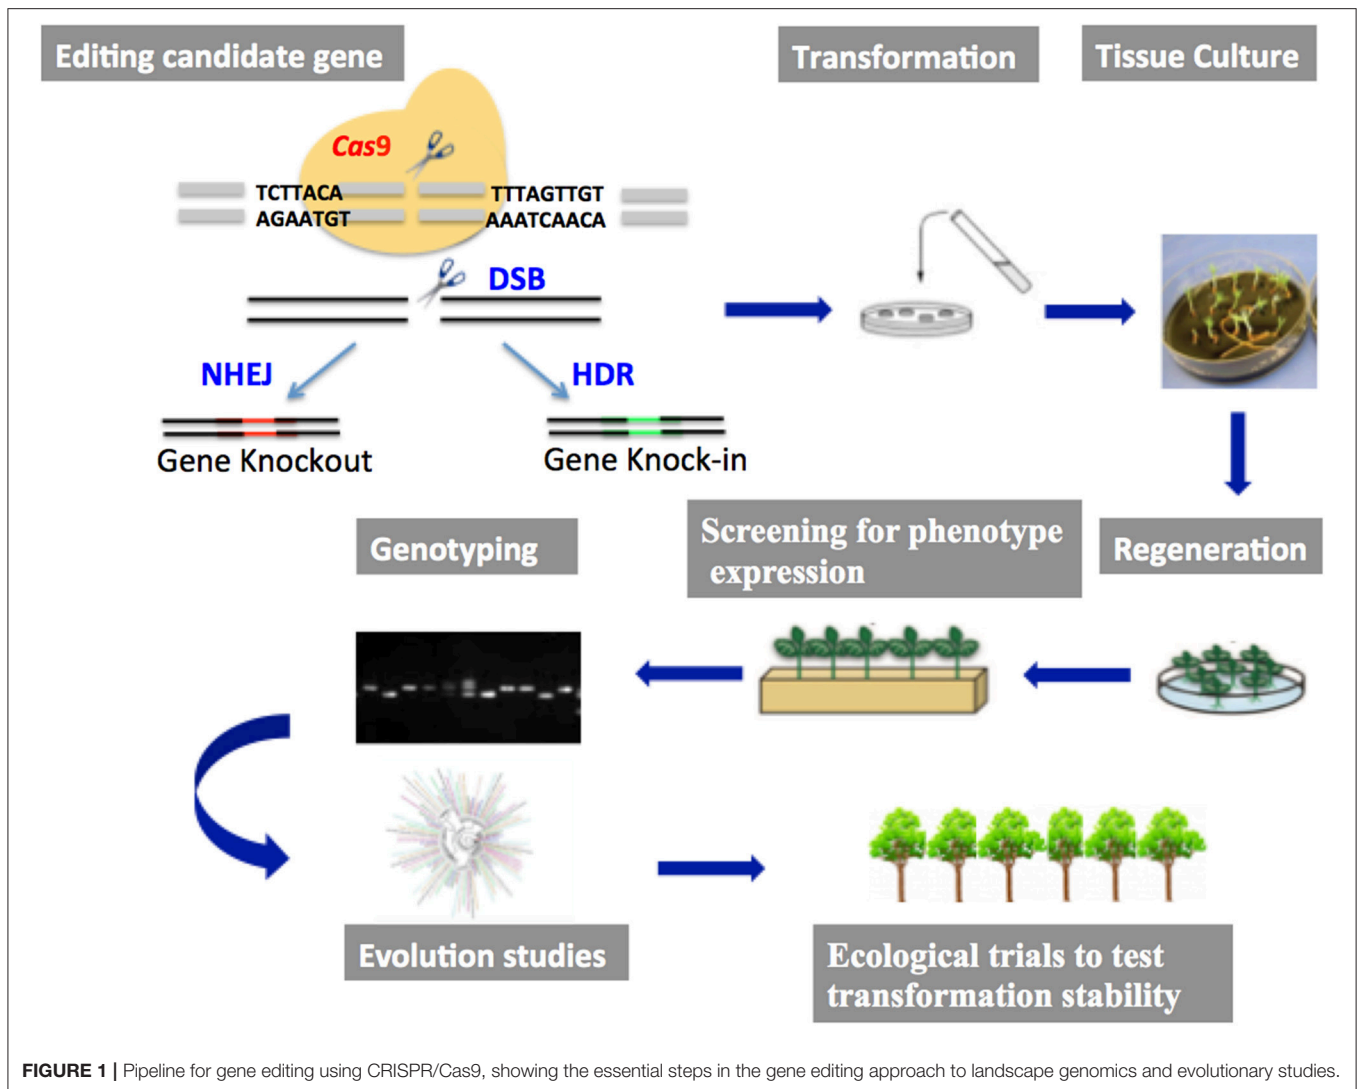 Editing candidate gene
Transformation
Tissue Culture
Cas9
TCTTACA TTTAGTTGT
AGAATGT AAATCAACA
DSB
NHEJ
HDR
Gene Knockout
Gene Knock-in
Genotyping
Screening for phenotype
expression
Regeneration
Evolution studies
Ecological trials to test
transformation stability
FIGURE 1 | Pipeline for gene editing using CRISPR/Cas9, showing the essential steps in the gene editing approach to landscape genomics and evolutionary studies.